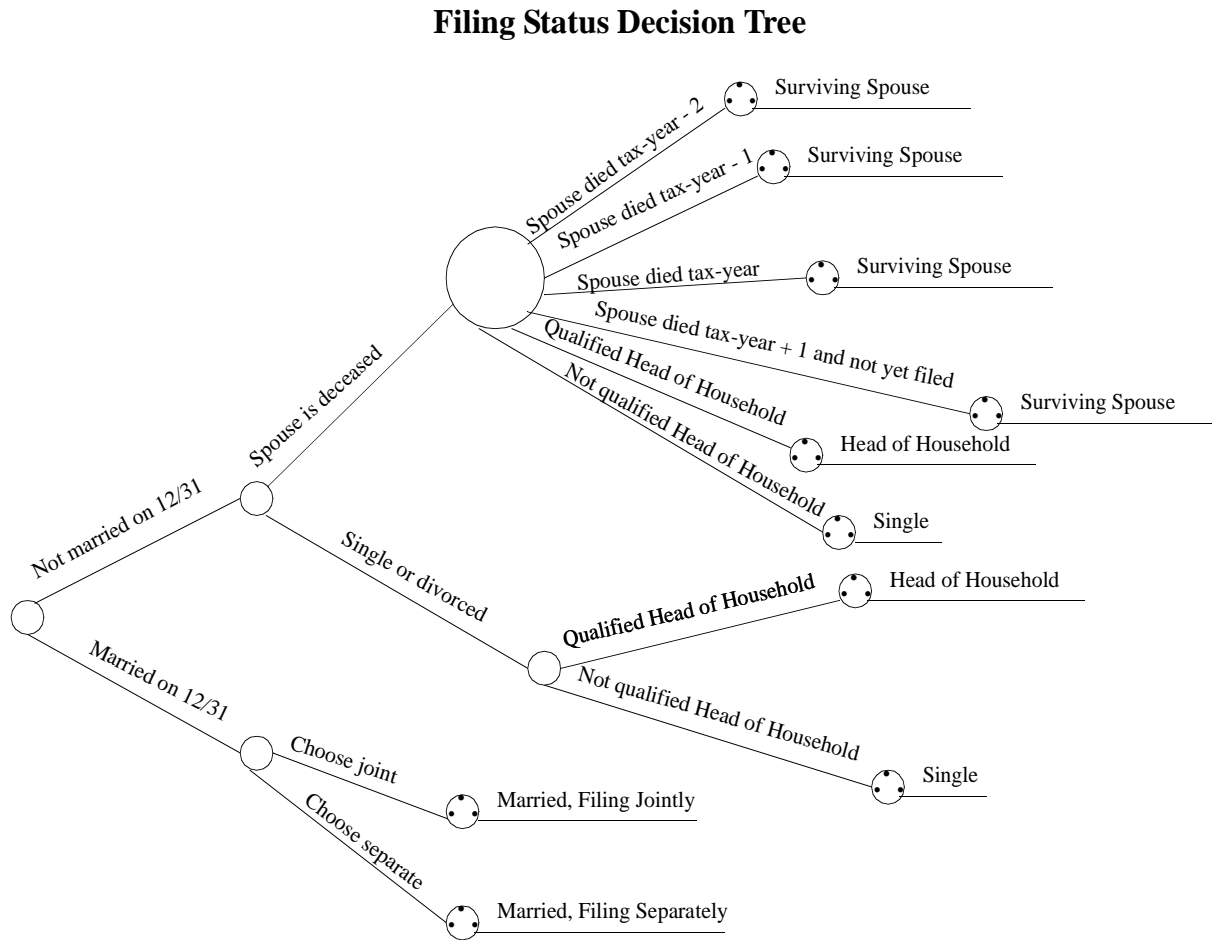 Filing Status Decision Tree
Spouse died tax-year - 2
Surviving Spouse
Spouse died tax-year - 1
Surviving Spouse
Spouse died tax-year
Surviving Spouse
Spouse died tax-year + 1 and not yet filed
Surviving Spouse
Qualified Head of Household
Head of Household
Not qualified Head of Household
Single
Spouse is deceased
Not married on 12/31
Single or divorced
Qualified Head of Household
Head of Household
Not qualified Head of Household
Single
Married on 12/31
Choose joint
Married, Filing Jointly
Choose separate
Married, Filing Separately